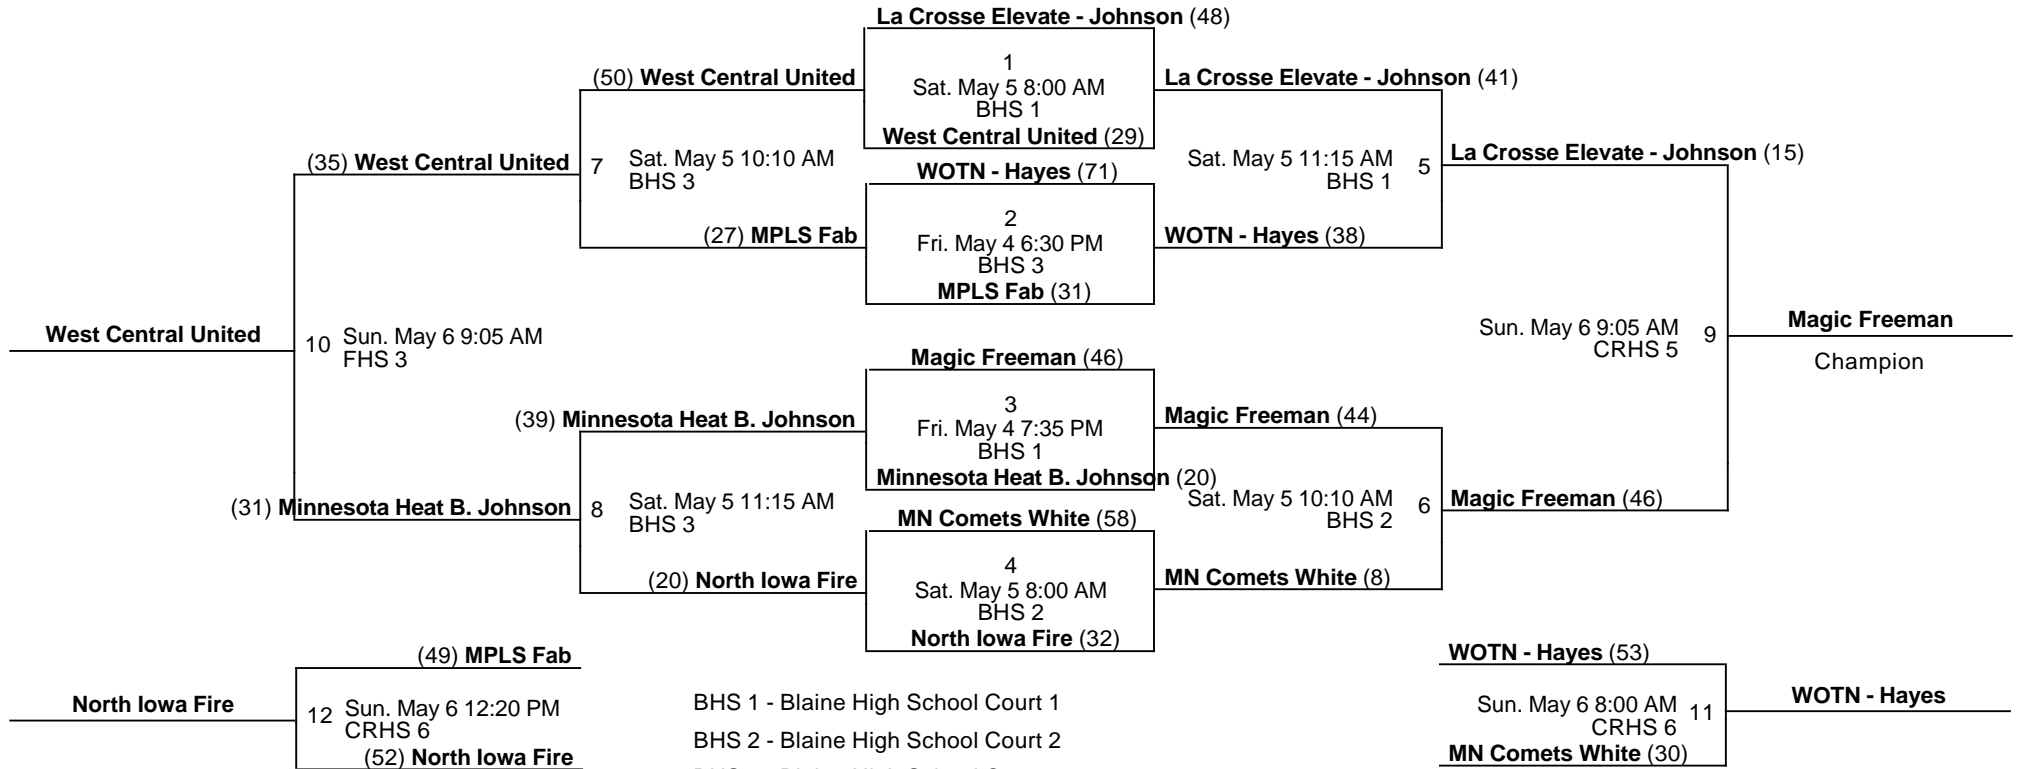 La Crosse Elevate - Johnson (48)
1
Sat. May 5 8:00 AM
BHS 1
West Central United (29)
(50) West Central United
La Crosse Elevate - Johnson (41)
7 Sat. May 5 10:10 AM
BHS 3
Sat. May 5 11:15 AM 5
BHS 1
(35) West Central United
La Crosse Elevate - Johnson (15)
WOTN - Hayes (71)
2
Fri. May 4 6:30 PM
BHS 3
MPLS Fab (31)
(27) MPLS Fab
WOTN - Hayes (38)
West Central United
10 Sun. May 6 9:05 AM
FHS 3
Sun. May 6 9:05 AM 9
CRHS 5
Magic Freeman
Champion
Magic Freeman (46)
3
Fri. May 4 7:35 PM
BHS 1
Minnesota Heat B. Johnson (20)
(39) Minnesota Heat B. Johnson
Magic Freeman (44)
(31) Minnesota Heat B. Johnson
8 Sat. May 5 11:15 AM
BHS 3
Sat. May 5 10:10 AM 6
BHS 2
Magic Freeman (46)
MN Comets White (58)
4
Sat. May 5 8:00 AM
BHS 2
North Iowa Fire (32)
(20) North Iowa Fire
MN Comets White (8)
(49) MPLS Fab
North Iowa Fire
12 Sun. May 6 12:20 PM
CRHS 6
(52) North Iowa Fire
BHS 1 - Blaine High School Court 1
BHS 2 - Blaine High School Court 2
WOTN - Hayes (53)
Sun. May 6 8:00 AM 11
CRHS 6
MN Comets White (30)
WOTN - Hayes